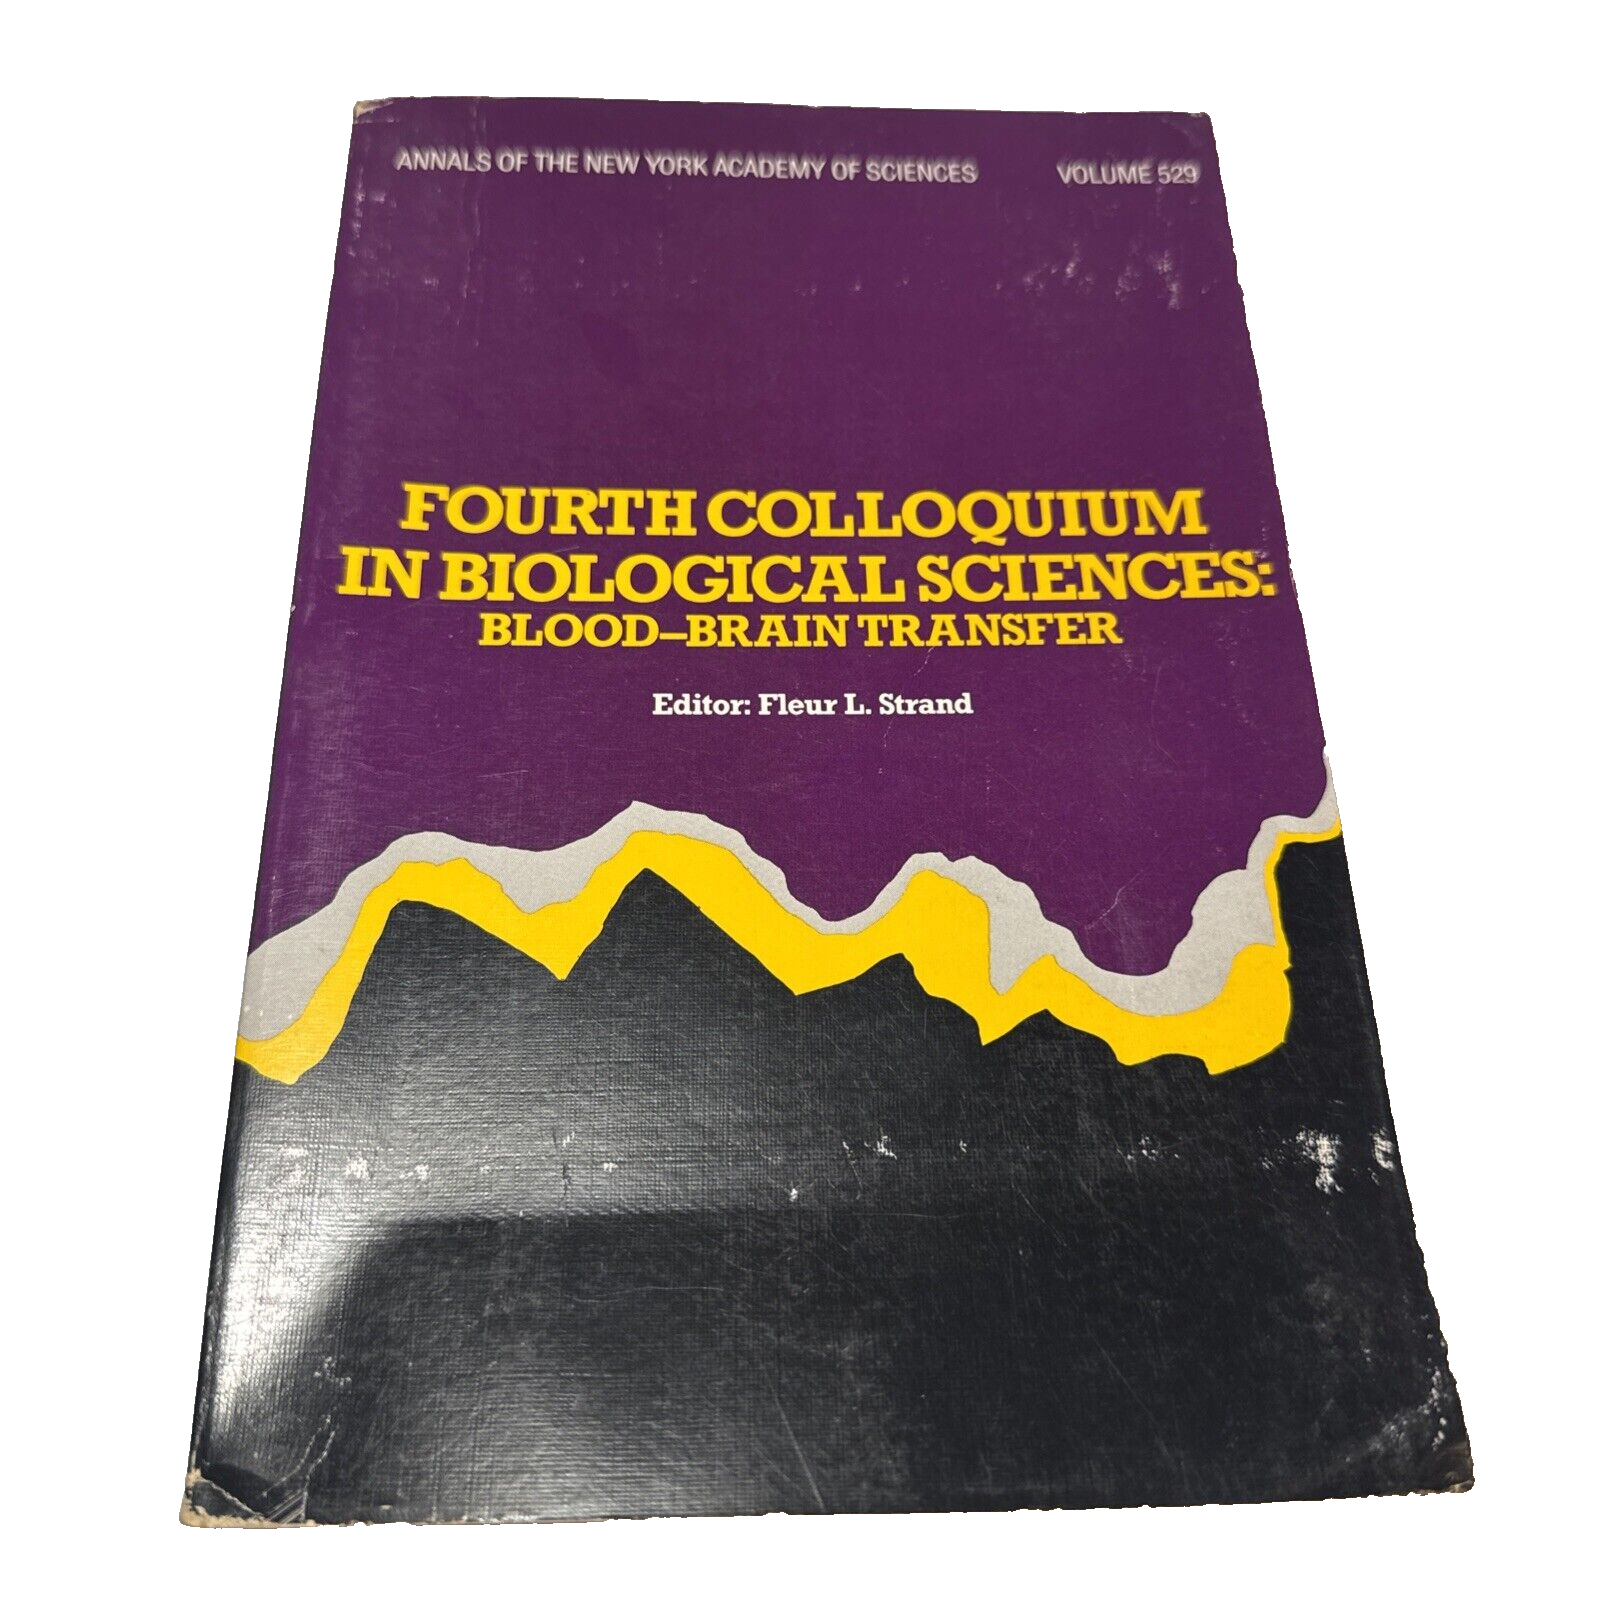 ANNALS OF THE NEW YORK ACADEMY OF SCIENCES VOLUME 529
FOURTH COLLOQUIUM
IN BIOLOGICAL SCIENCES:
BLOOD–BRAIN TRANSFER
Editor: Fleur L. Strand